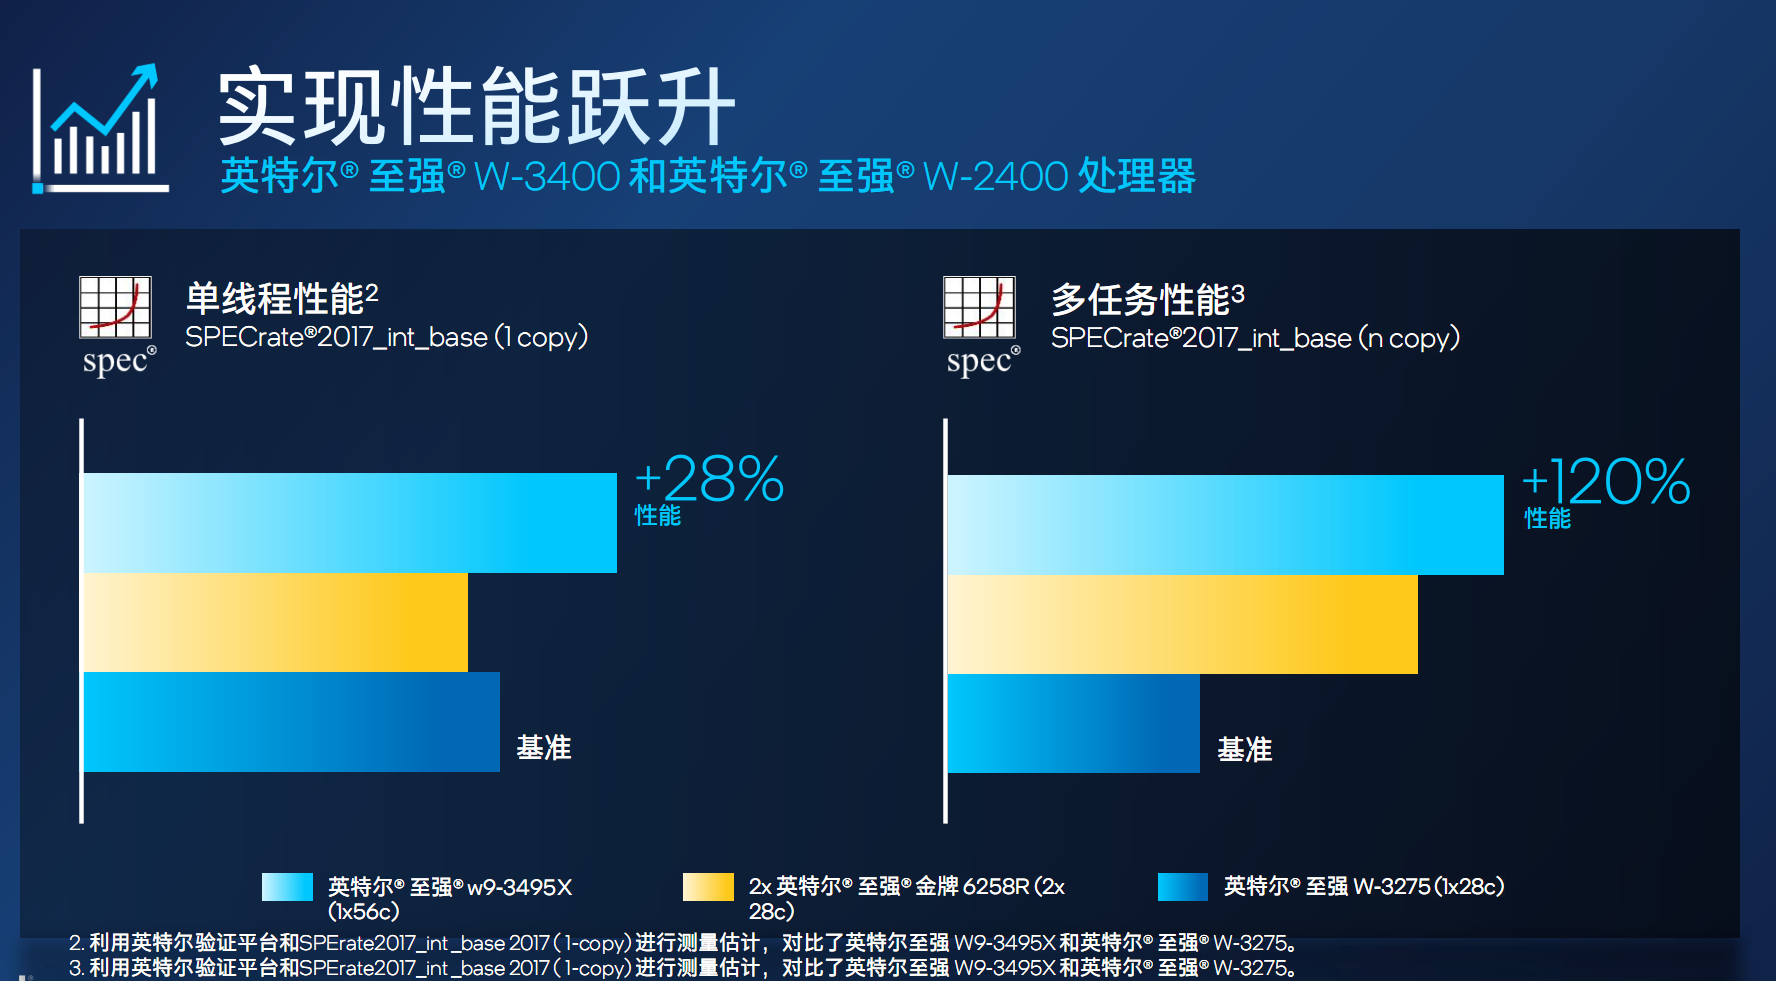 实现性能跃升
英特尔® 至强® W-3400 和英特尔® 至强® W-2400 处理器
单线程性能2
SPECrate®2017_int_base (1 copy)
spec®
多任务性能3
SPECrate®2017_int_base (n copy)
spec®
+28%
性能
基准
+120%
性能
基准
英特尔® 至强® w9-3495X
(1x56c)
2x 英特尔® 至强® 金牌 6258R (2x
28c)
英特尔® 至强 W-3275 (1x28c)
2. 利用英特尔验证平台和SPErate2017_int_base 2017 ( 1-copy) 进行测量估计，对比了英特尔至强 W9-3495X 和英特尔® 至强® W-3275。
3. 利用英特尔验证平台和SPErate2017_int_base 2017 ( 1-copy) 进行测量估计，对比了英特尔至强 W9-3495X 和英特尔® 至强® W-3275。